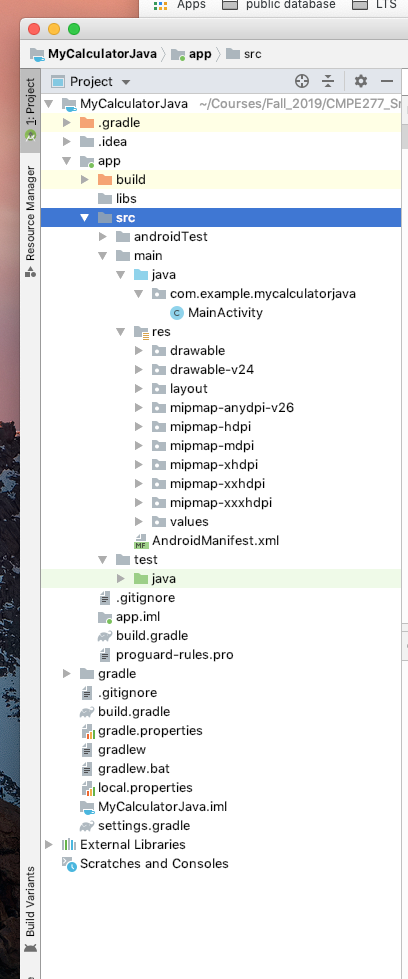 Apps public database LTS
MyCalculatorJava app src
1: Project
Resource Manager
Build Variants
Project
MyCalculatorJava ~/Courses/Fall_2019/CMPE277_Sn
.gradle
.idea
app
build
libs
src
androidTest
main
java
com.example.mycalculatorjava
C MainActivity
res
drawable
drawable-v24
layout
mipmap-anydpi-v26
mipmap-hdpi
mipmap-mdpi
mipmap-xhdpi
mipmap-xxhdpi
mipmap-xxxhdpi
values
MF AndroidManifest.xml
test
java
.gitignore
app.iml
build.gradle
proguard-rules.pro
gradle
.gitignore
build.gradle
gradle.properties
gradlew
gradlew.bat
local.properties
MyCalculatorJava.iml
settings.gradle
External Libraries
Scratches and Consoles